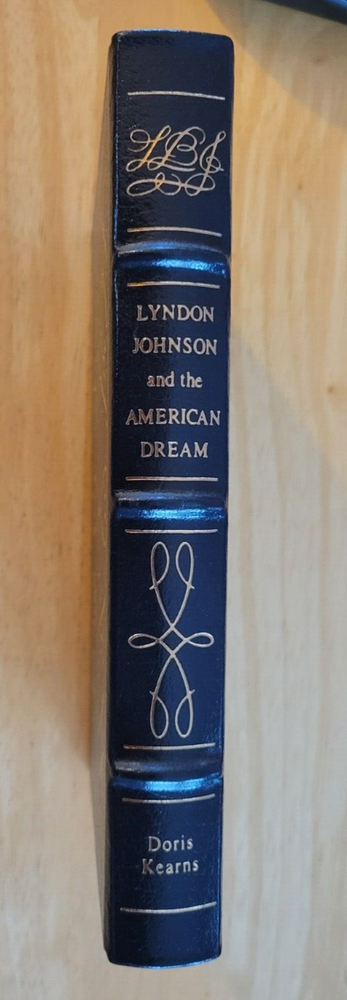 LBJ
LYNDON
JOHNSON
and the
AMERICAN
DREAM
Doris
Kearns